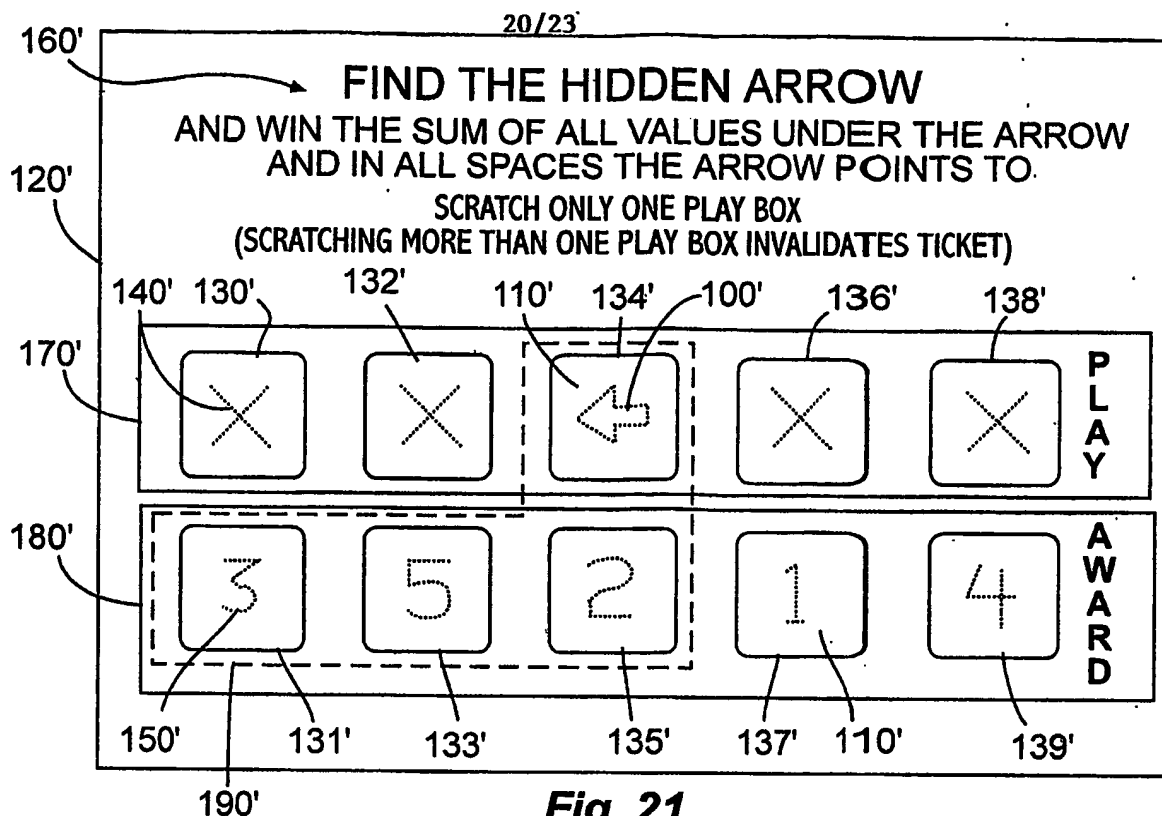 20/23
160'
FIND THE HIDDEN ARROW
AND WIN THE SUM OF ALL VALUES UNDER THE ARROW
AND IN ALL SPACES THE ARROW POINTS TO.
120'
SCRATCH ONLY ONE PLAY BOX
(SCRATCHING MORE THAN ONE PLAY BOX INVALIDATES TICKET)
140' 130' 132' 110' 134' 100' 136' 138'
170'
PLAY
180'
3 5 2 1 4
AWARD
150' 131' 133' 135' 137' 110' 139'
190'
Fig. 21